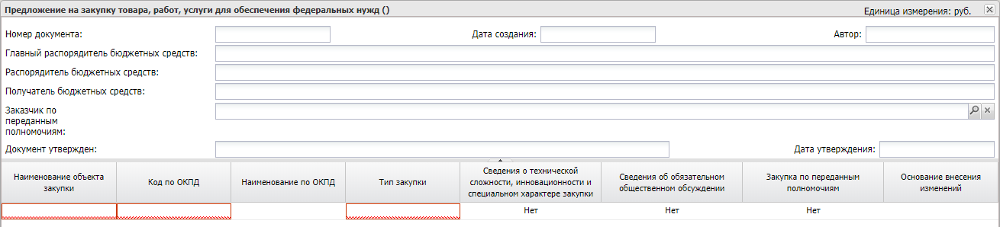 Предложение на закупку товара, работ, услуги для обеспечения федеральных нужд ()
Единица измерения: руб.
Номер документа:
Дата создания:
Автор:
Главный распорядитель бюджетных средств:
Распорядитель бюджетных средств:
Получатель бюджетных средств:
Заказчик по
переданным
полномочиям:
Документ утвержден:
Дата утверждения:
Наименование объекта
закупки
Код по ОКПД
Наименование по ОКПД
Тип закупки
Сведения о технической
сложности, инновационности и
специальном характере закупки
Сведения об обязательном
общественном обсуждении
Закупка по переданным
полномочиям
Основание внесения
изменений
Нет
Нет
Нет